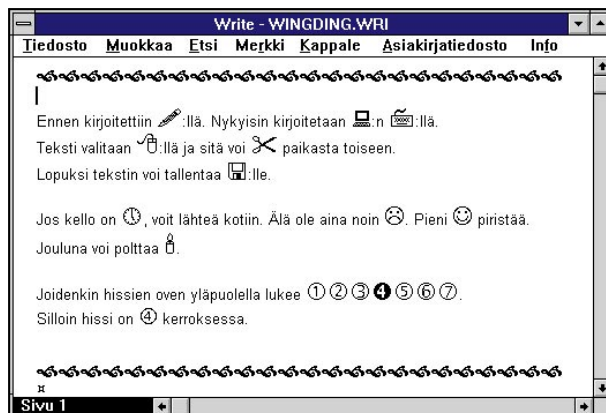 Write - WINGDING.WRI
Tiedosto Muokkaa Etsi Merkki Kappale Asiakirjatiedosto Info
Ennen kirjoitettiin ✏:llä. Nykyisin kirjoitetaan 💻:n ⌨:llä.
Teksti valitaan 🖰:llä ja sitä voi ✂ paikasta toiseen.
Lopuksi tekstin voi tallentaa 💾:lle.
Jos kello on 🕔, voit lähteä kotiin. Älä ole aina noin ☹. Pieni ☺ piristää.
Jouluna voi polttaa 🕯.
Joidenkin hissien oven yläpuolella lukee ①②③❹⑤⑥⑦.
Silloin hissi on ④ kerroksessa.
¤
Sivu 1